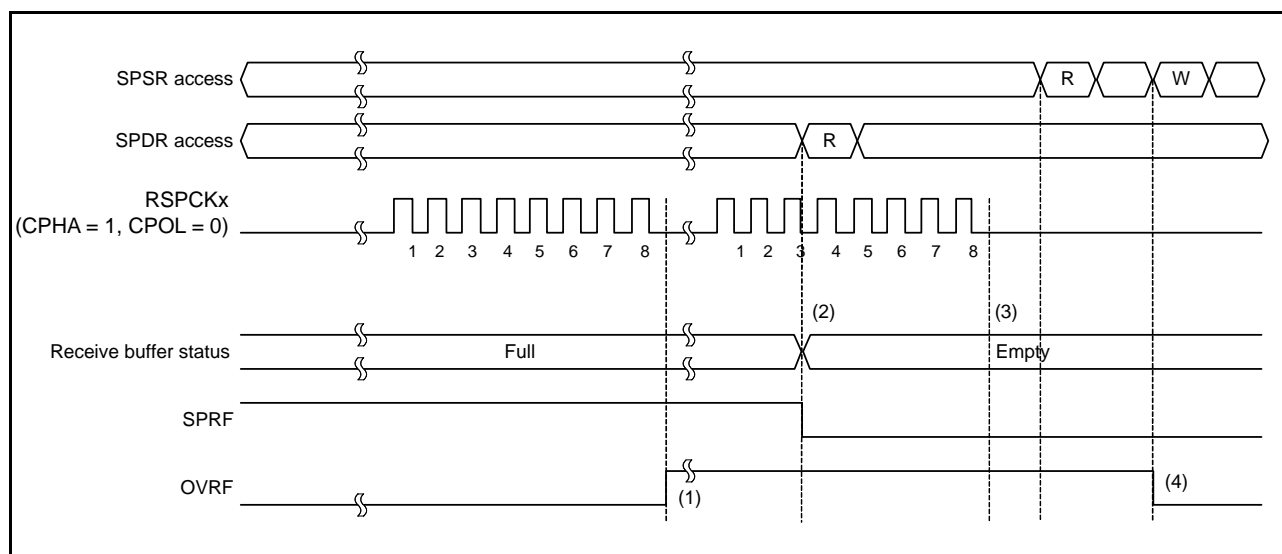 SPSR access
R
W
SPDR access
R
RSPCKx
(CPHA = 1, CPOL = 0)
1 2 3 4 5 6 7 8 1 2 3 4 5 6 7 8
(2) (3)
Receive buffer status Full Empty
SPRF
OVRF
(1) (4)